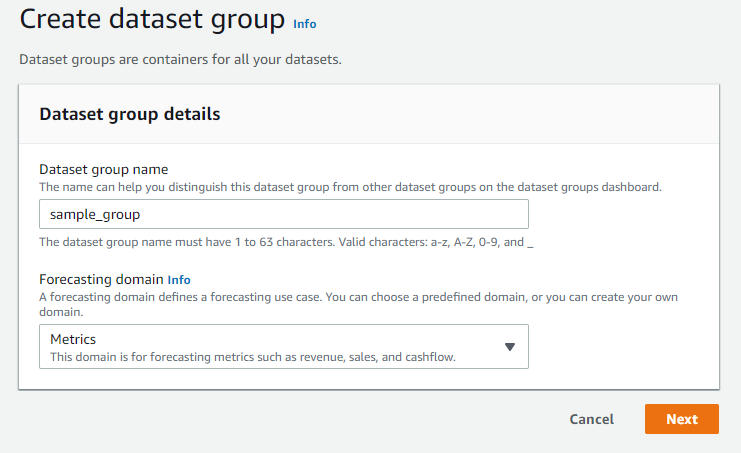 Create dataset group Info
Dataset groups are containers for all your datasets.
Dataset group details
Dataset group name
The name can help you distinguish this dataset group from other dataset groups on the dataset groups dashboard.
sample_group
The dataset group name must have 1 to 63 characters. Valid characters: a-z, A-Z, 0-9, and _
Forecasting domain Info
A forecasting domain defines a forecasting use case. You can choose a predefined domain, or you can create your own
domain.
Metrics
This domain is for forecasting metrics such as revenue, sales, and cashflow.
Cancel Next